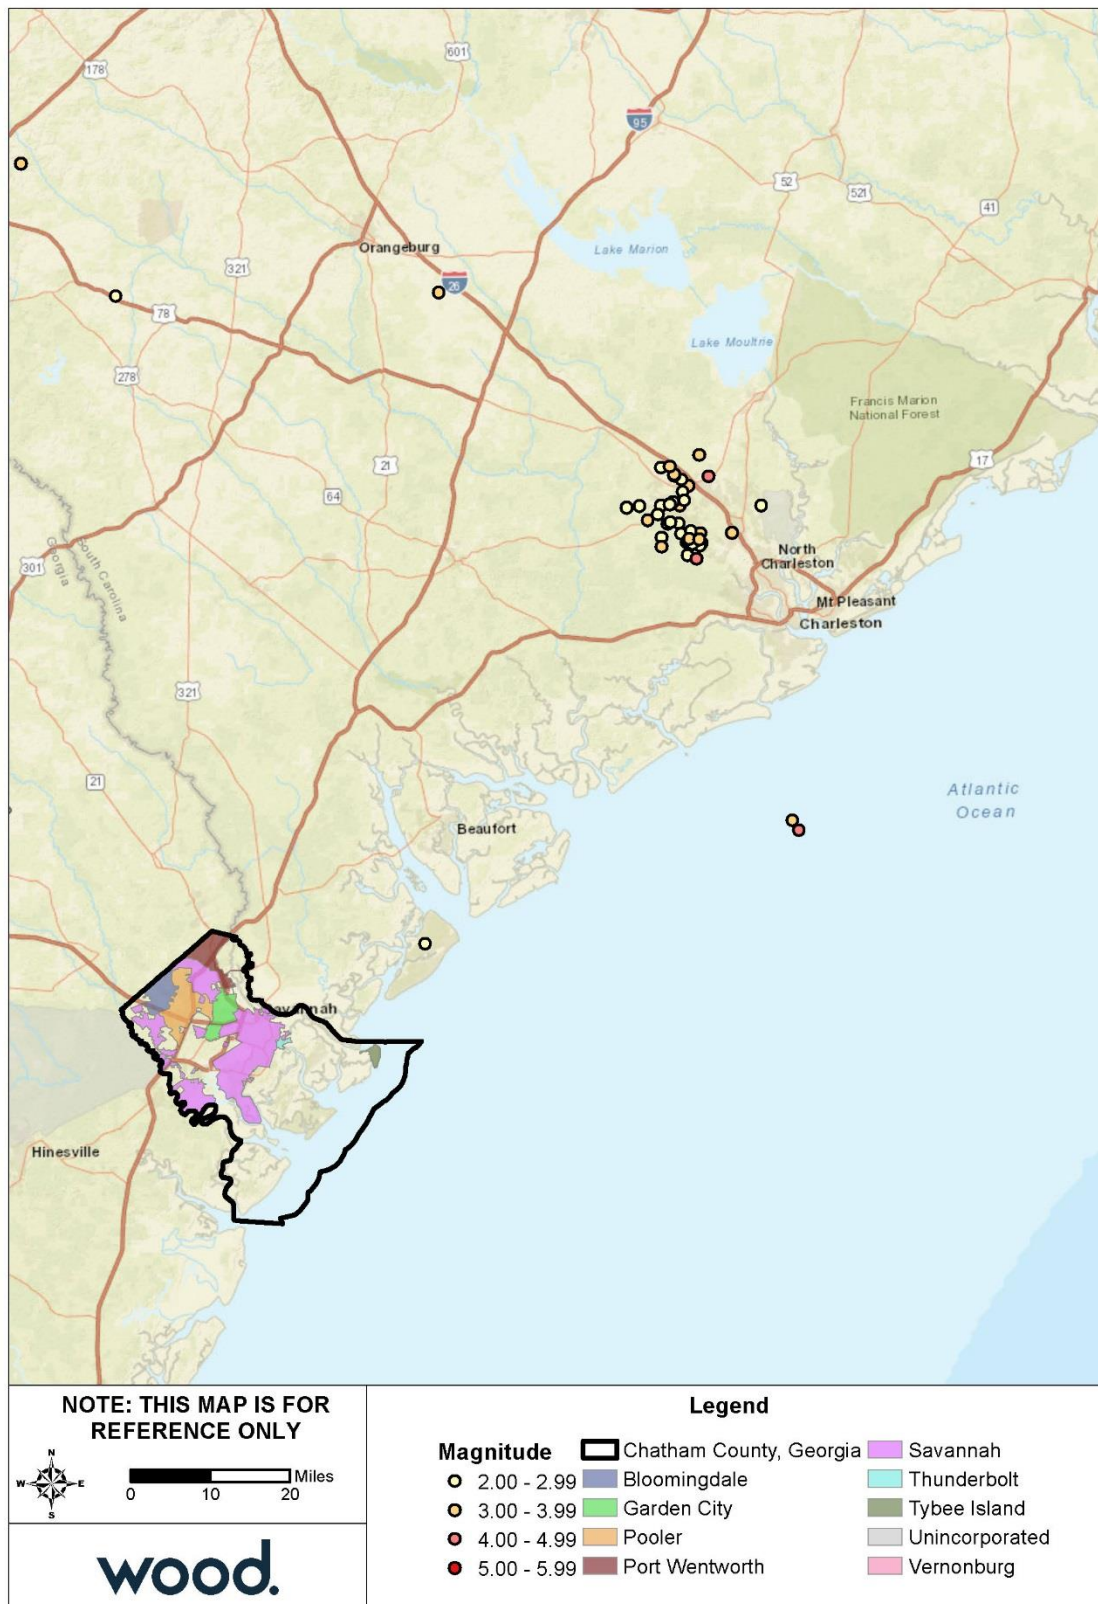 601
178
95
52
521
41
Lake Marion
Orangeburg
321
26
78
Lake Moultrie
278
Francis Marion
National Forest
17
21
64
North
Charleston
301
Georgia
South Carolina
Mt Pleasant
Charleston
321
21
Atlantic
Ocean
Beaufort
Hinesville
NOTE: THIS MAP IS FOR
REFERENCE ONLY
N
W E
S
Miles
0 10 20
wood.
Legend
Magnitude
2.00 - 2.99
3.00 - 3.99
4.00 - 4.99
5.00 - 5.99
Chatham County, Georgia
Bloomingdale
Garden City
Pooler
Port Wentworth
Savannah
Thunderbolt
Tybee Island
Unincorporated
Vernonburg